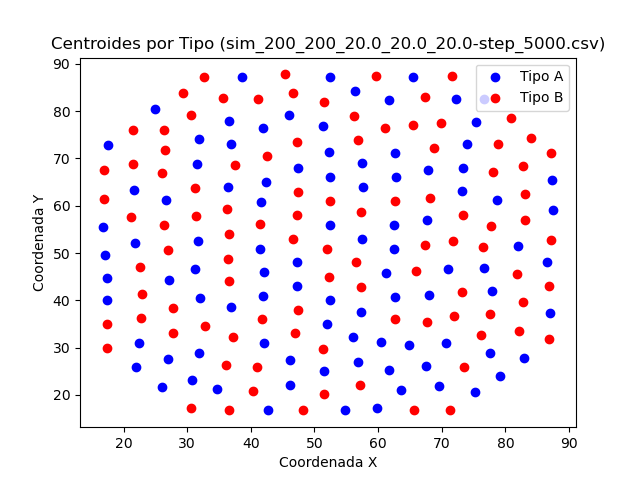 Centroides por Tipo (sim_200_200_20.0_20.0_20.0-step_5000.csv)
90
80
70
60
50
40
30
20
Coordenada Y
Tipo A
Tipo B
20 30 40 50 60 70 80 90
Coordenada X